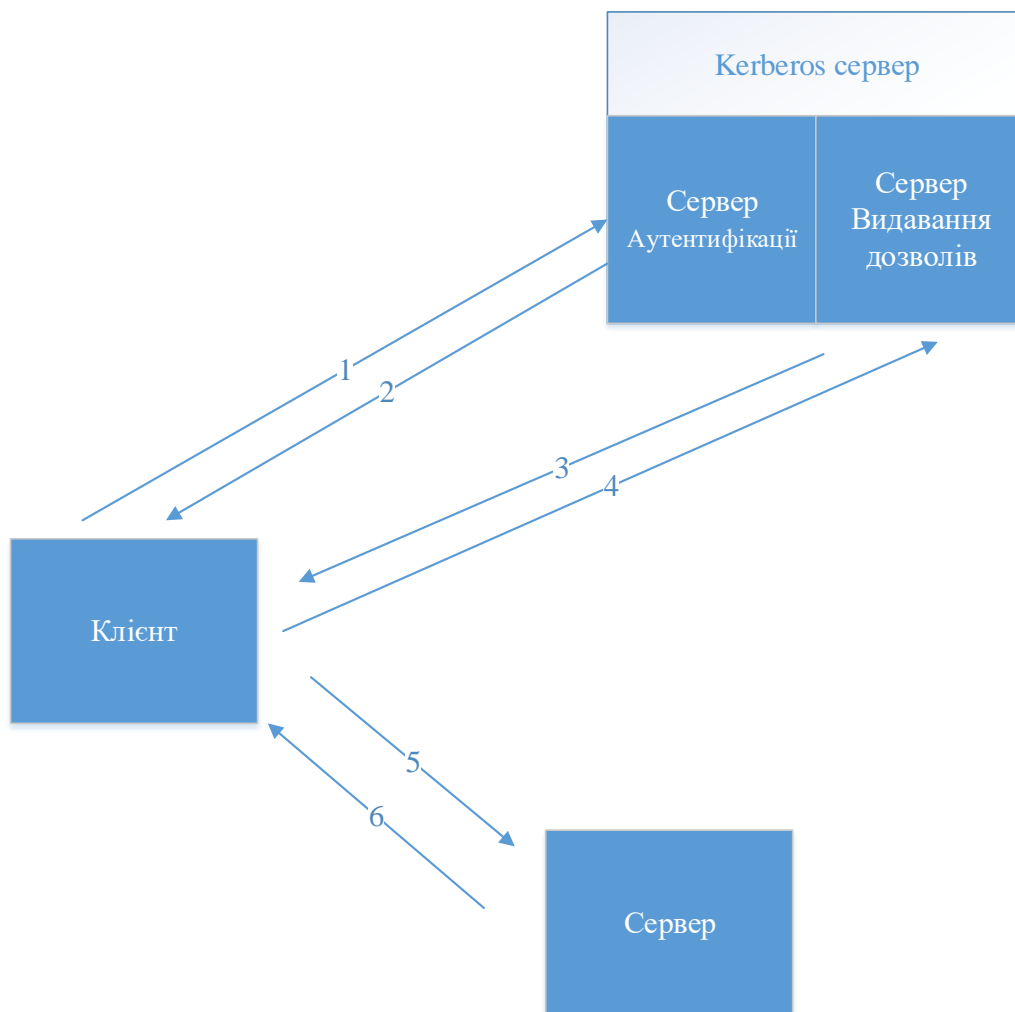 Kerberos сервер
Сервер
Аутентифікації
Сервер
Видавання
дозволів
1
2
3
4
Клієнт
5
6
Сервер